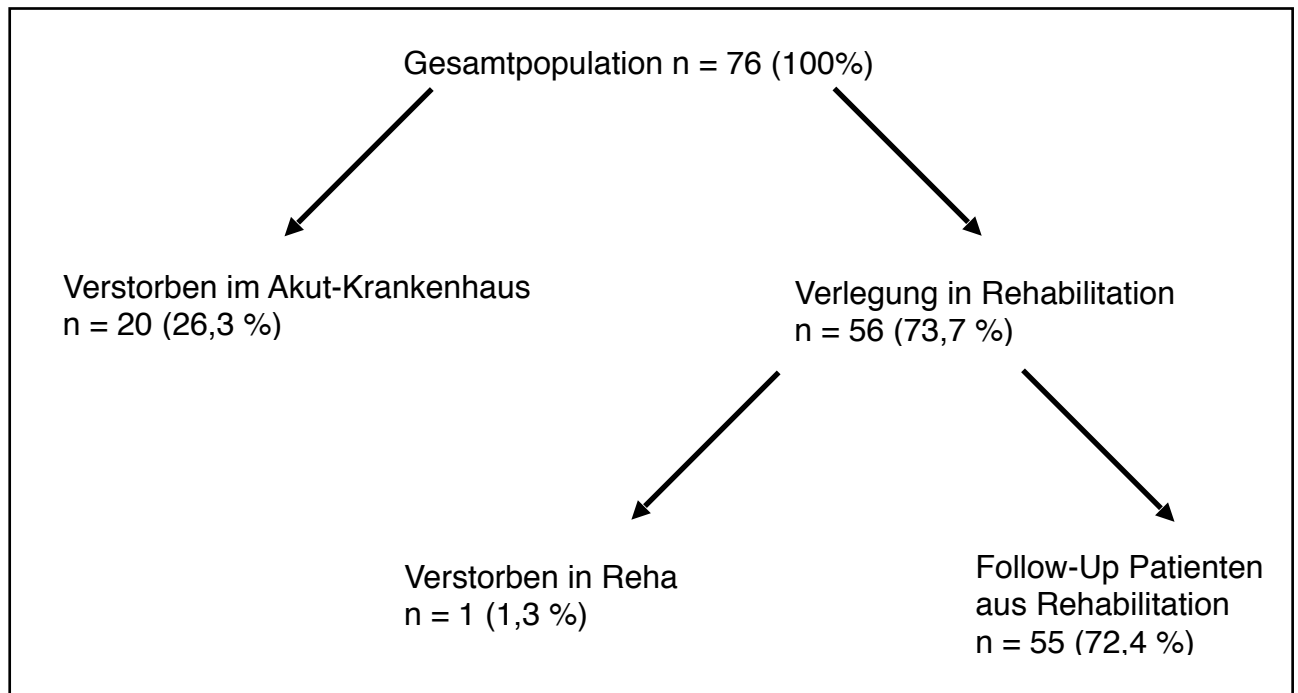 Gesamtpopulation n = 76 (100%)
Verstorben im Akut-Krankenhaus
n = 20 (26,3 %)
Verlegung in Rehabilitation
n = 56 (73,7 %)
Verstorben in Reha
n = 1 (1,3 %)
Follow-Up Patienten
aus Rehabilitation
n = 55 (72,4 %)